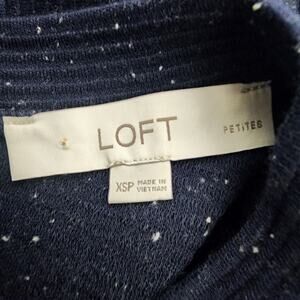 LOFT
PETITES
XSP
MADE IN
VIETNAM